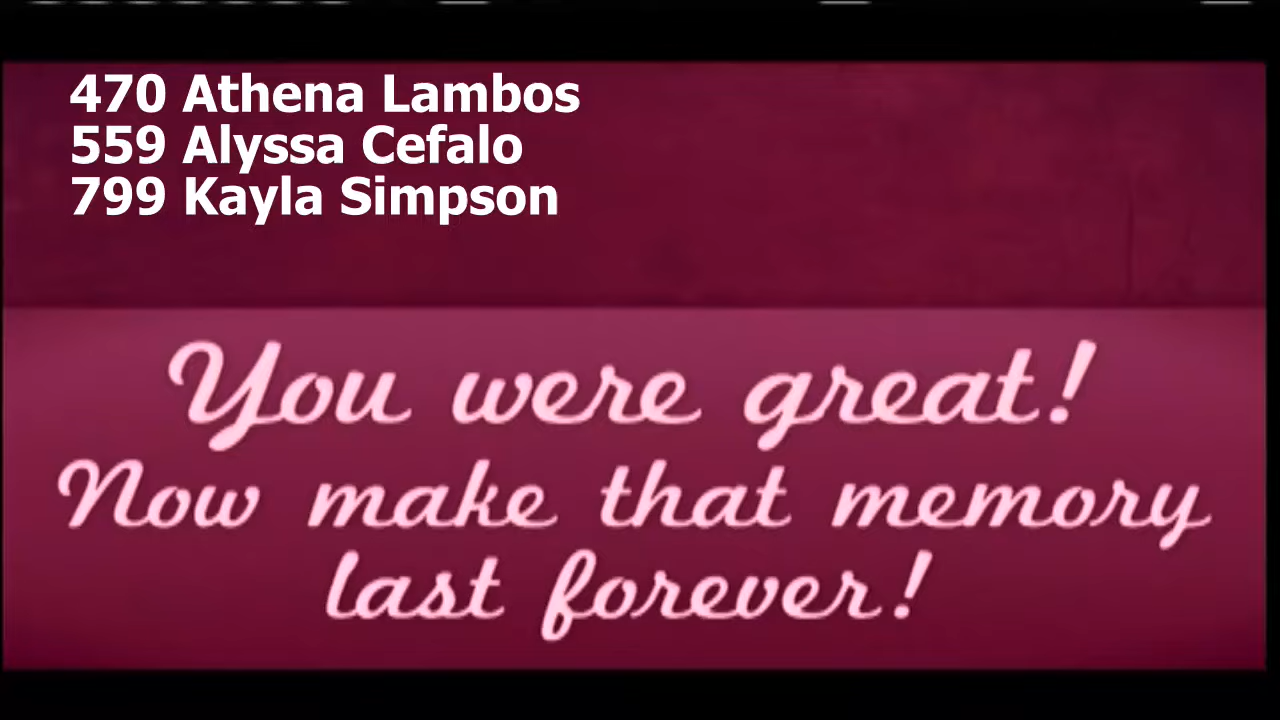 470 Athena Lambos
559 Alyssa Cefalo
799 Kayla Simpson
You were great!
Now make that memory
last forever!